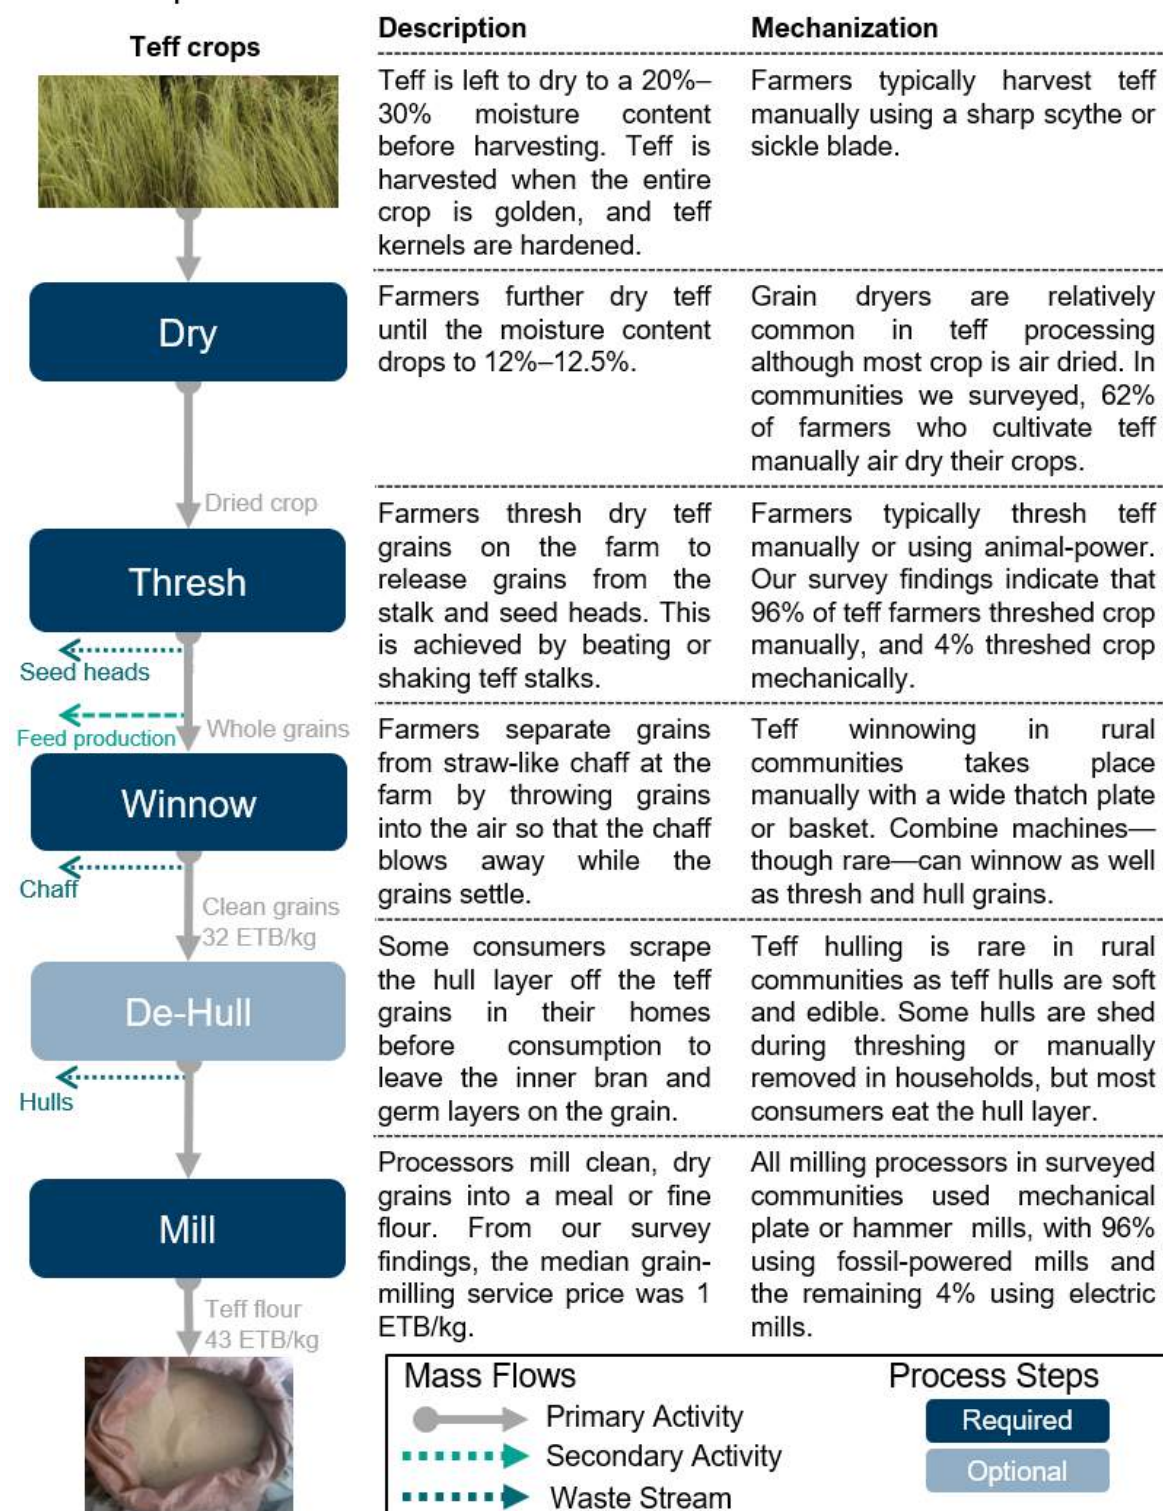 Teff crops
Description
Mechanization
Teff is left to dry to a 20%–
30% moisture content
before harvesting. Teff is
harvested when the entire
crop is golden, and teff
kernels are hardened.
Farmers typically harvest teff
manually using a sharp scythe or
sickle blade.
Dry
Farmers further dry teff
until the moisture content
drops to 12%–12.5%.
Grain dryers are relatively
common in teff processing
although most crop is air dried. In
communities we surveyed, 62%
of farmers who cultivate teff
manually air dry their crops.
Dried crop
Thresh
Farmers thresh dry teff
grains on the farm to
release grains from the
stalk and seed heads. This
is achieved by beating or
shaking teff stalks.
Farmers typically thresh teff
manually or using animal-power.
Our survey findings indicate that
96% of teff farmers threshed crop
manually, and 4% threshed crop
mechanically.
Seed heads
Feed production
Whole grains
Winnow
Farmers separate grains
from straw-like chaff at the
farm by throwing grains
into the air so that the chaff
blows away while the
grains settle.
Teff winnowing in rural
communities takes place
manually with a wide thatch plate
or basket. Combine machines—
though rare—can winnow as well
as thresh and hull grains.
Chaff
Clean grains
32 ETB/kg
De-Hull
Some consumers scrape
the hull layer off the teff
grains in their homes
before consumption to
leave the inner bran and
germ layers on the grain.
Teff hulling is rare in rural
communities as teff hulls are soft
and edible. Some hulls are shed
during threshing or manually
removed in households, but most
consumers eat the hull layer.
Hulls
Mill
Processors mill clean, dry
grains into a meal or fine
flour. From our survey
findings, the median grain-
milling service price was 1
ETB/kg.
All milling processors in surveyed
communities used mechanical
plate or hammer mills, with 96%
using fossil-powered mills and
the remaining 4% using electric
mills.
Teff flour
43 ETB/kg
Mass Flows
Primary Activity
Secondary Activity
Waste Stream
Process Steps
Required
Optional